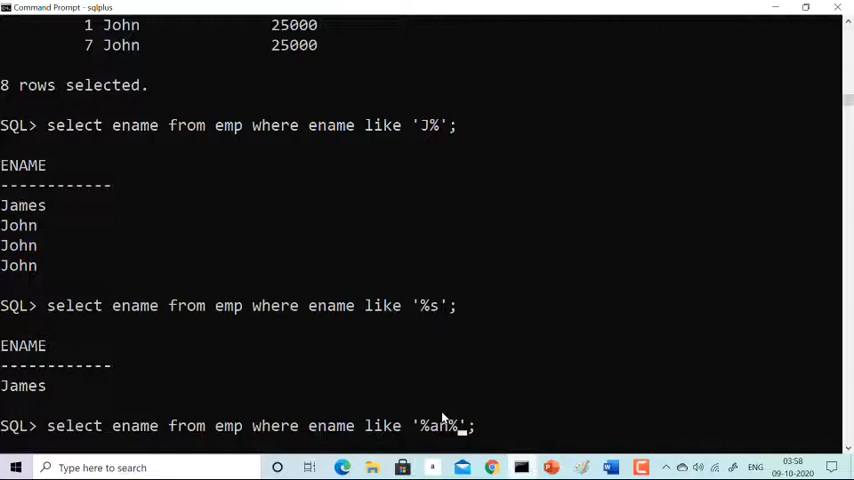 Command Prompt - sqlplus
1 John 25000
7 John 25000
8 rows selected.
SQL> select ename from emp where ename like 'J%';
ENAME
------------
James
John
John
John
SQL> select ename from emp where ename like '%s';
ENAME
------------
James
SQL> select ename from emp where ename like '%an%';
Type here to search
a
ENG
03:58
09-10-2020